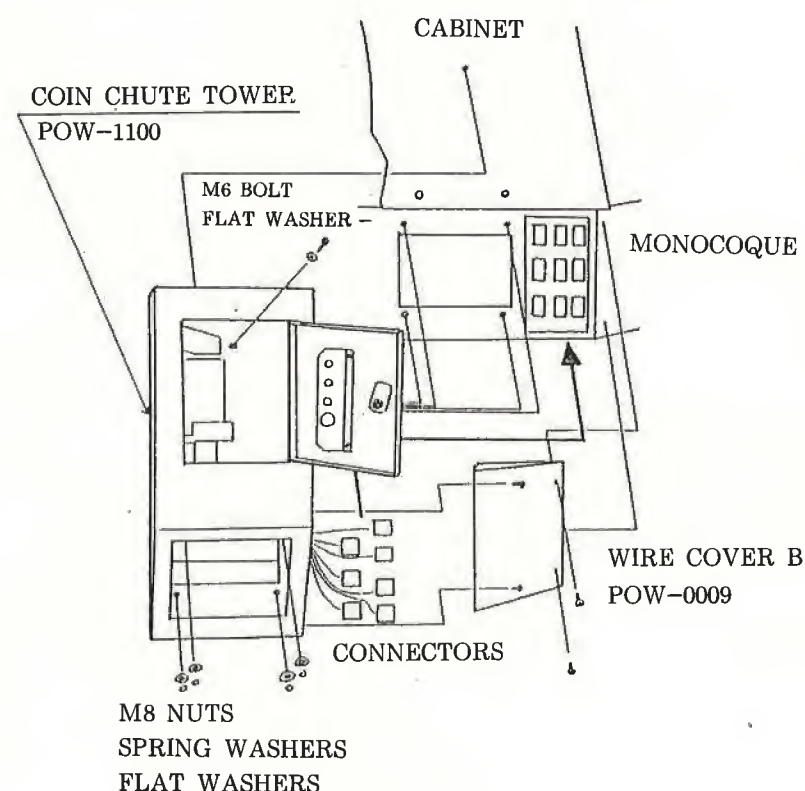 CABINET
COIN CHUTE TOWER
POW-1100
M6 BOLT
FLAT WASHER
MONOCOQUE
WIRE COVER B
POW-0009
CONNECTORS
M8 NUTS
SPRING WASHERS
FLAT WASHERS